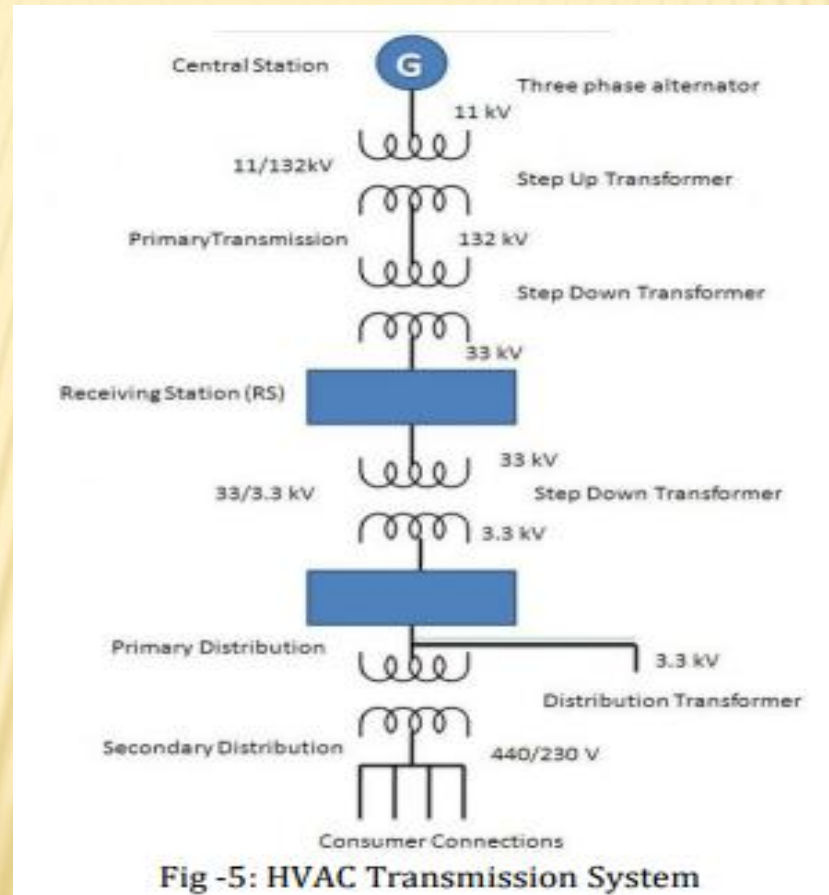 Central Station
G
Three phase alternator
11 kV
11/132kV
Step Up Transformer
PrimaryTransmission
132 kV
Step Down Transformer
33 kV
Receiving Station (RS)
33 kV
33/3.3 kV
Step Down Transformer
3.3 kV
Primary Distribution
3.3 kV
Distribution Transformer
Secondary Distribution
440/230 V
Consumer Connections
Fig -5: HVAC Transmission System